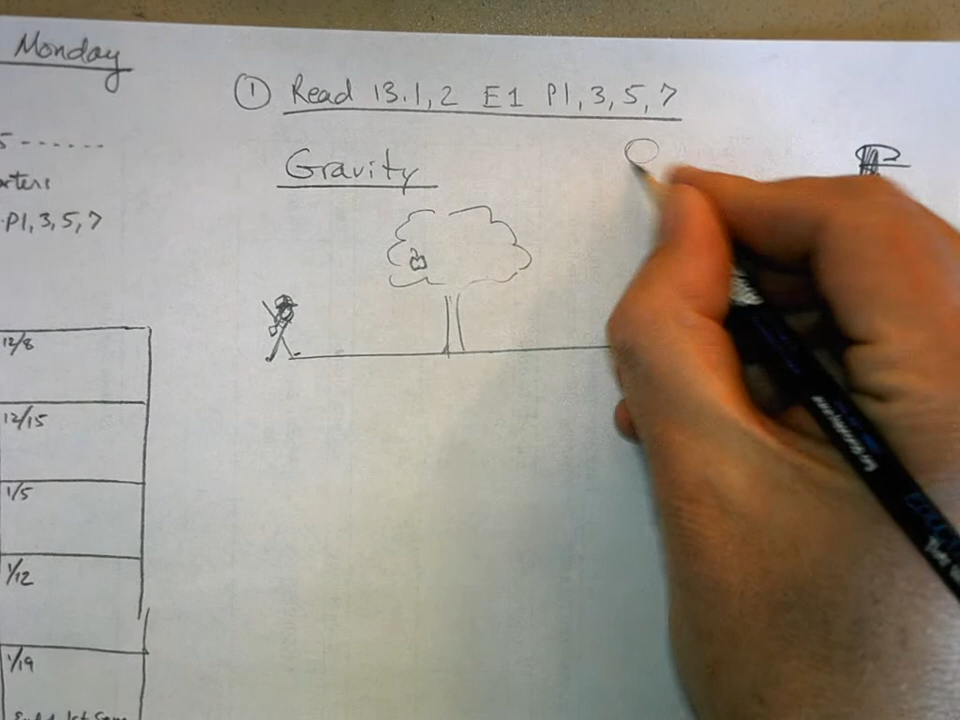 Monday
① Read 13.1,2 E1 P1, 3, 5, 7
Gravity
P1, 3, 5, 7
12/8
12/15
1/5
1/12
1/19